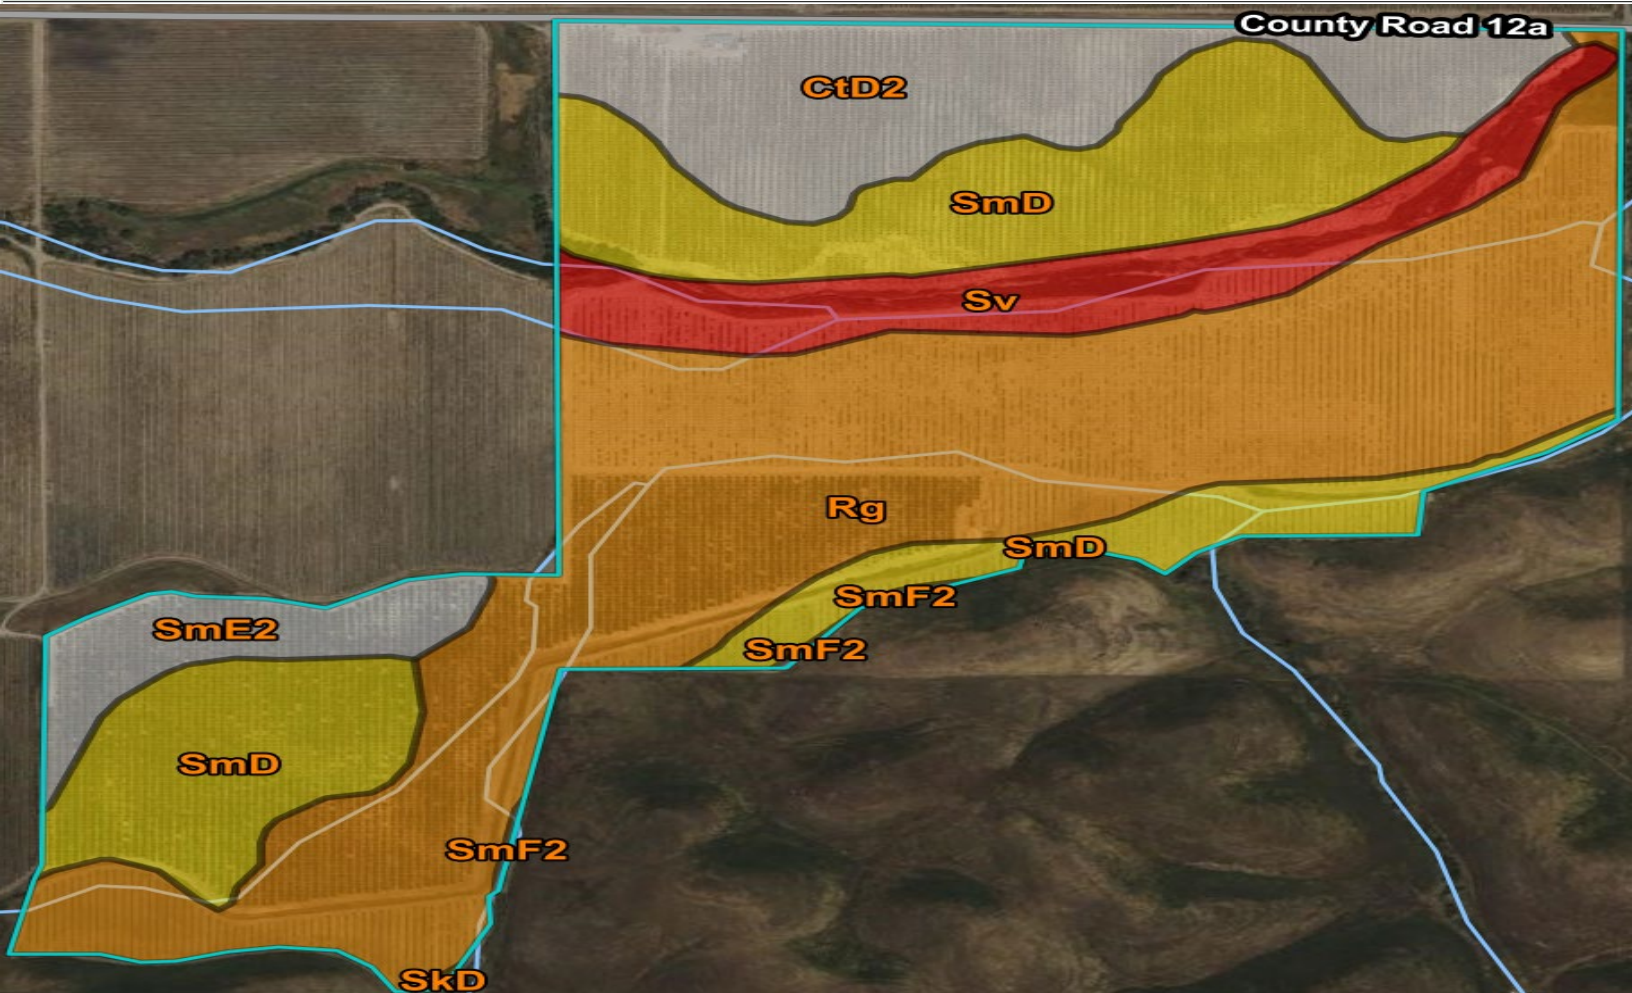 County Road 12a
CtD2
SmD
Sv
Rg
SmD
SmF2
SmE2
SmF2
SmD
SmF2
SkD